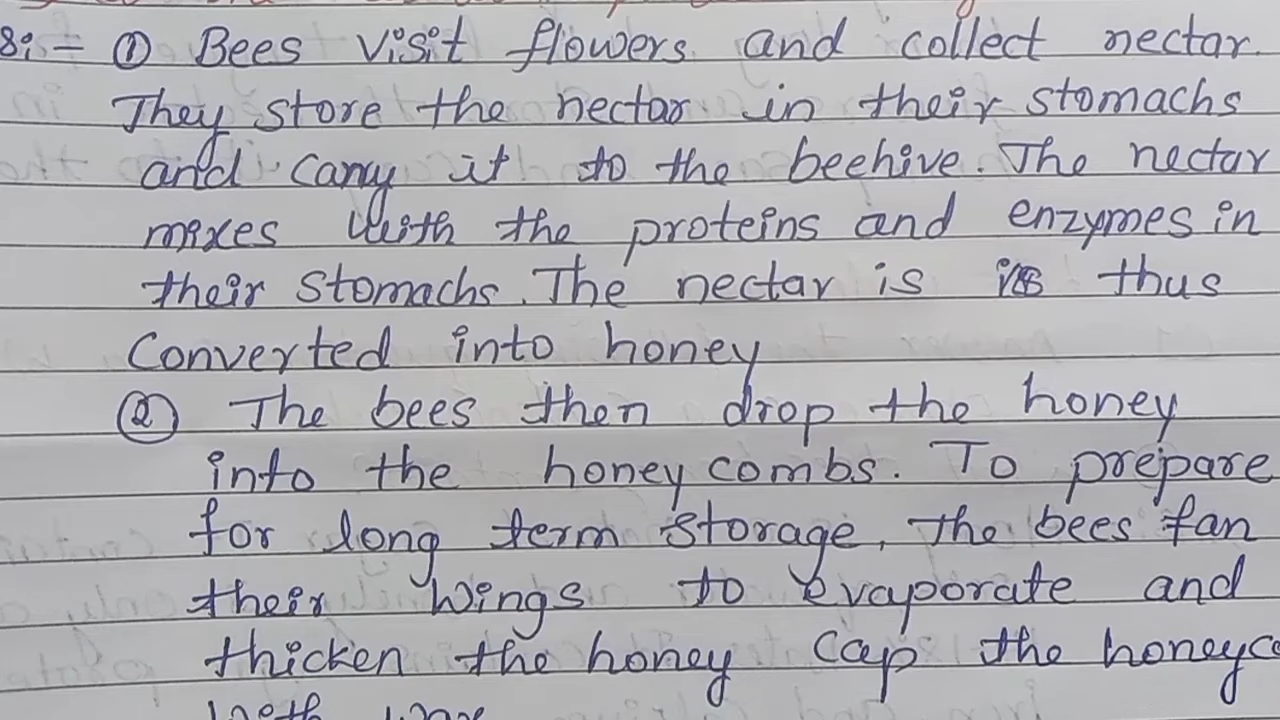 8:- ① Bees visit flowers and collect nectar.
They store the nectar in their stomachs
and carry it to the beehive. The nectar
mixes with the proteins and enzymes in
their stomachs. The nectar is is thus
Converted into honey
② The bees then drop the honey
into the honey combs. To prepare
for long term storage, the bees fan
their wings to evaporate and
thicken the honey cap the honeyco